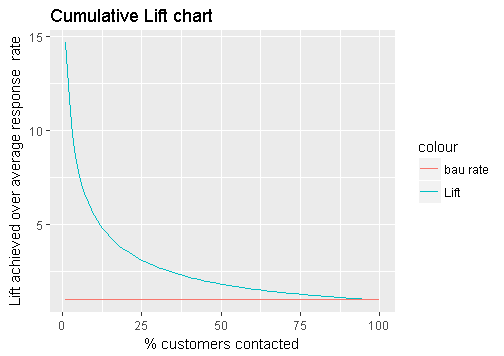 Cumulative Lift chart
Lift achieved over average response rate
15
10
5
0
25
50
75
100
% customers contacted
colour
bau rate
Lift